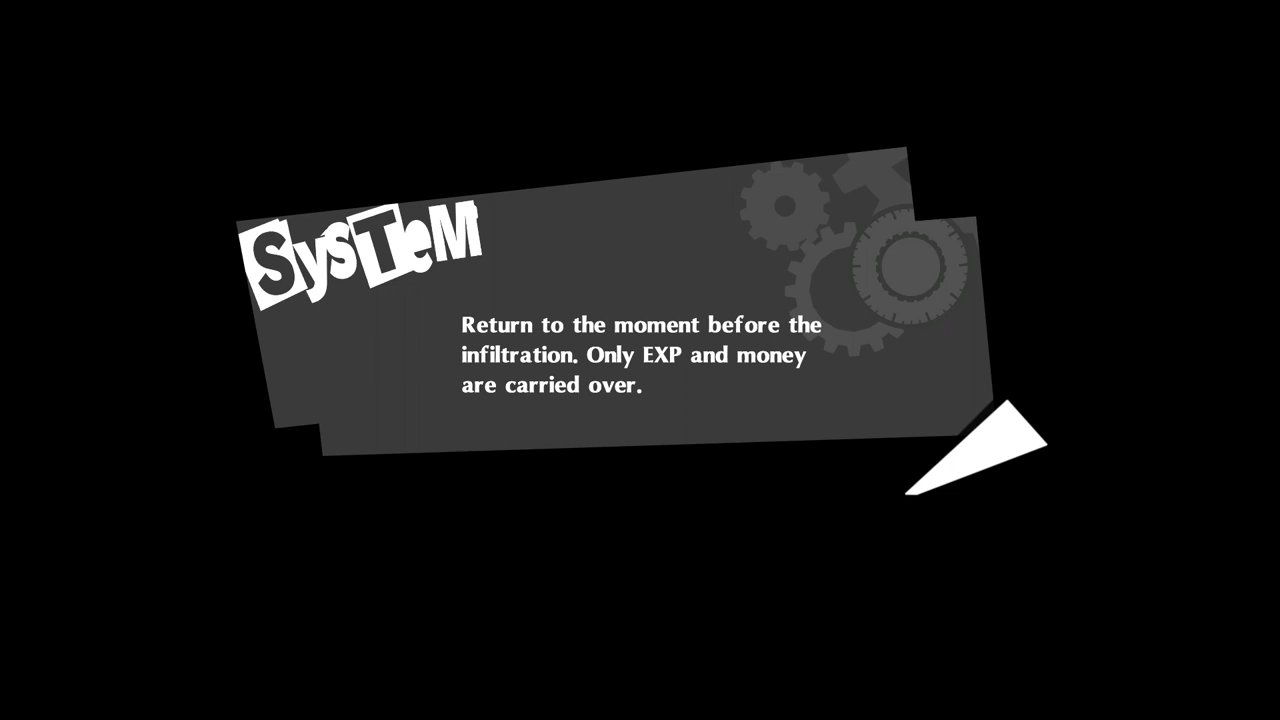 SysTeM
Return to the moment before the
infiltration. Only EXP and money
are carried over.